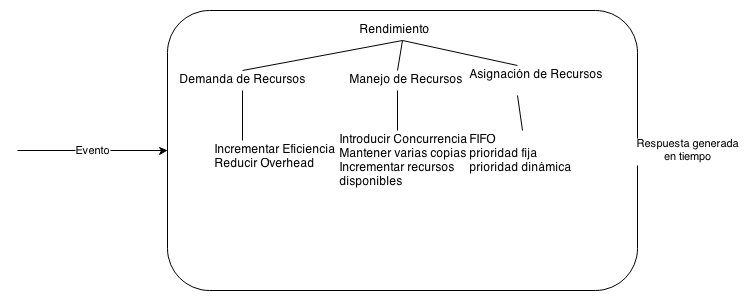 Rendimiento
Demanda de Recursos
Manejo de Recursos
Asignación de Recursos
Evento
Incrementar Eficiencia
Reducir Overhead
Introducir Concurrencia
Mantener varias copias
Incrementar recursos
disponibles
FIFO
prioridad fija
prioridad dinámica
Respuesta generada
en tiempo